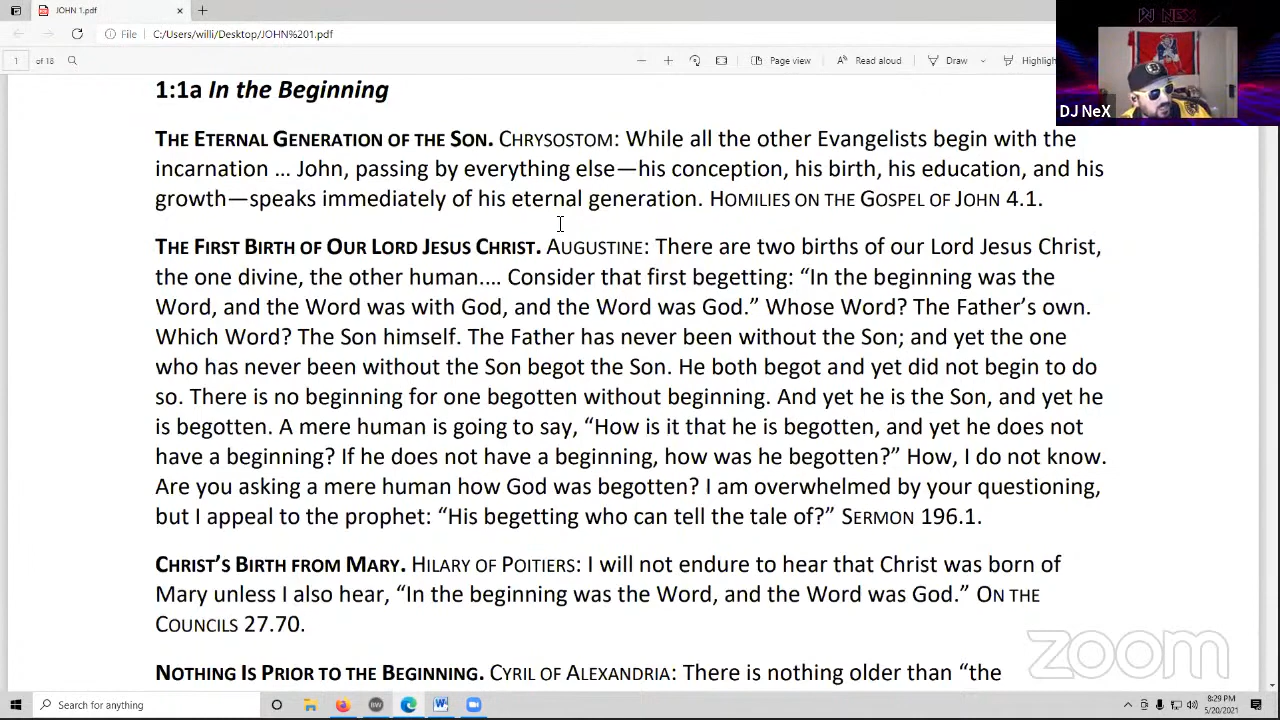 JOHN 1.pdf
File
C:/Users/willi/Desktop/JOHN%201.pdf
1
of 18
Page view
Read aloud
Draw
Highligh
DJ NEX
DJ NeX
1:1a In the Beginning
THE ETERNAL GENERATION OF THE SON. CHRYSOSTOM: While all the other Evangelists begin with the
incarnation … John, passing by everything else—his conception, his birth, his education, and his
growth—speaks immediately of his eternal generation. HOMILIES ON THE GOSPEL OF JOHN 4.1.
THE FIRST BIRTH OF OUR LORD JESUS CHRIST. AUGUSTINE: There are two births of our Lord Jesus Christ,
the one divine, the other human.… Consider that first begetting: “In the beginning was the
Word, and the Word was with God, and the Word was God.” Whose Word? The Father’s own.
Which Word? The Son himself. The Father has never been without the Son; and yet the one
who has never been without the Son begot the Son. He both begot and yet did not begin to do
so. There is no beginning for one begotten without beginning. And yet he is the Son, and yet he
is begotten. A mere human is going to say, “How is it that he is begotten, and yet he does not
have a beginning? If he does not have a beginning, how was he begotten?” How, I do not know.
Are you asking a mere human how God was begotten? I am overwhelmed by your questioning,
but I appeal to the prophet: “His begetting who can tell the tale of?” SERMON 196.1.
CHRIST’S BIRTH FROM MARY. HILARY OF POITIERS: I will not endure to hear that Christ was born of
Mary unless I also hear, “In the beginning was the Word, and the Word was God.” ON THE
COUNCILS 27.70.
NOTHING IS PRIOR TO THE BEGINNING. CYRIL OF ALEXANDRIA: There is nothing older than “the
zoom
Search for anything
8:29 PM
5/20/2021